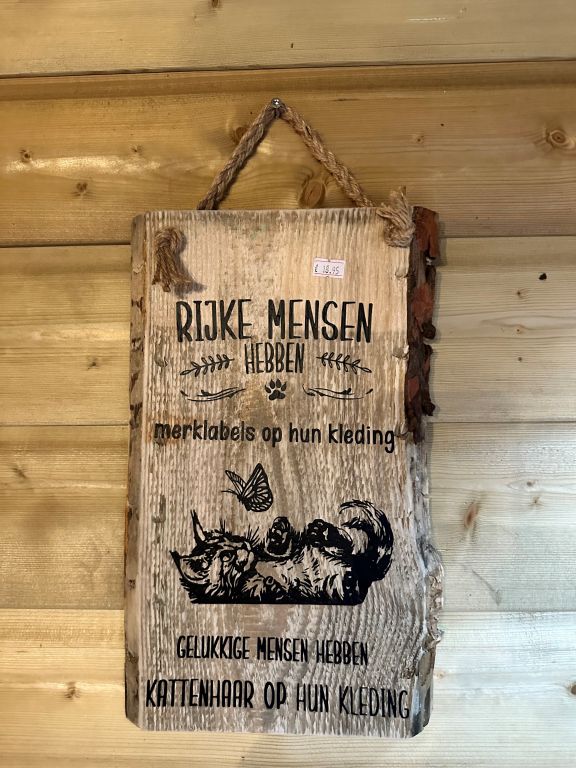 € 18.95
RIJKE MENSEN
HEBBEN
merklabels op hun kleding
GELUKKIGE MENSEN HEBBEN
KATTENHAAR OP HUN KLEDING